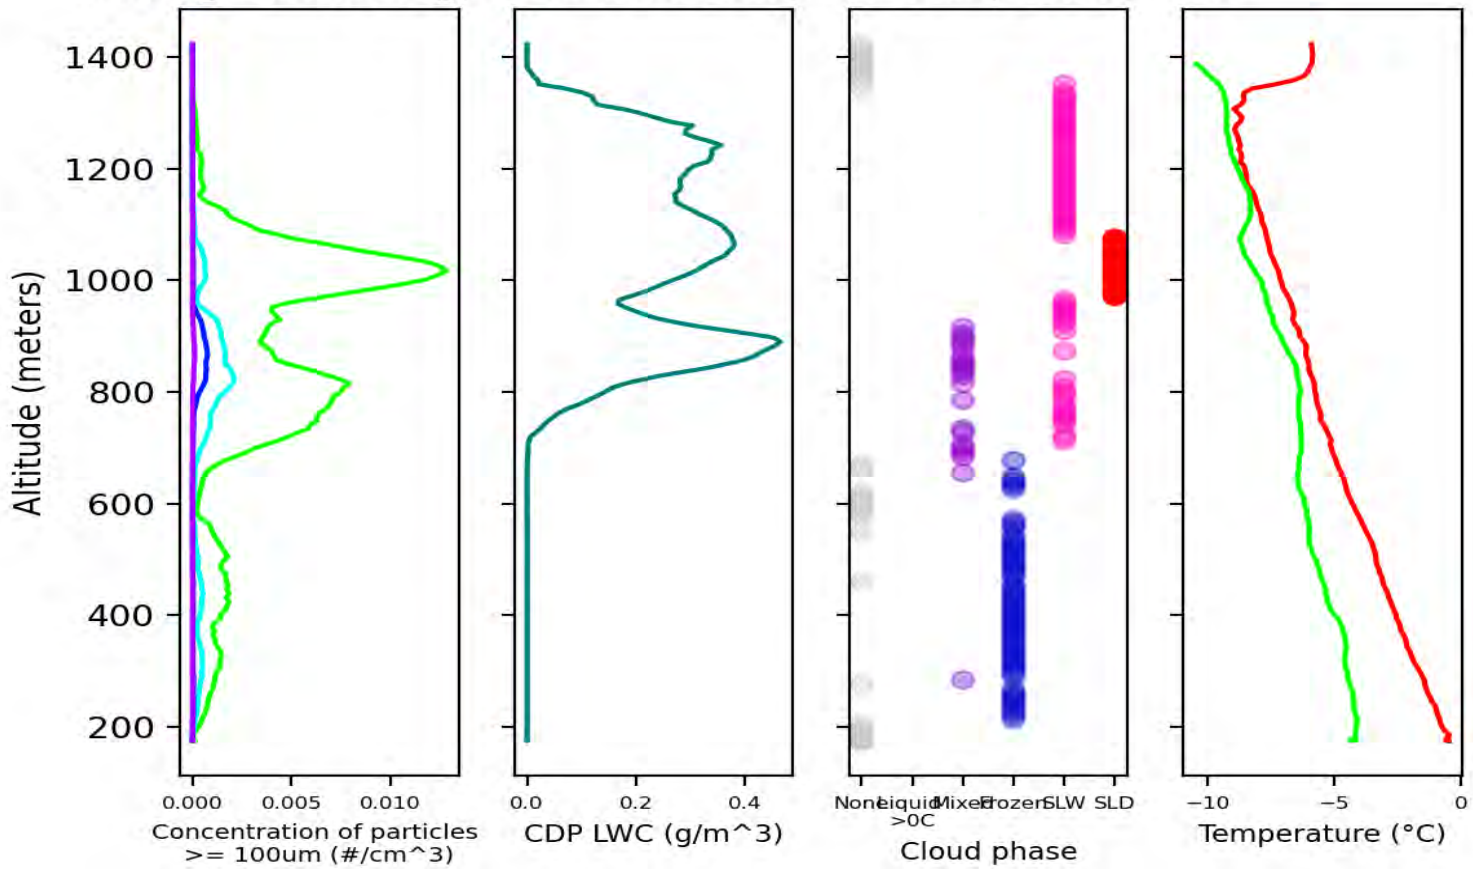 1400
1200
1000
800
600
400
200
Altitude (meters)
0.000 0.005 0.010
Concentration of particles
>= 100um (#/cm^3)
0.0 0.2 0.4
CDP LWC (g/m^3)
None Liquid Mixed Frozen SLW SLD
>0C
Cloud phase
−10 −5 0
Temperature (°C)